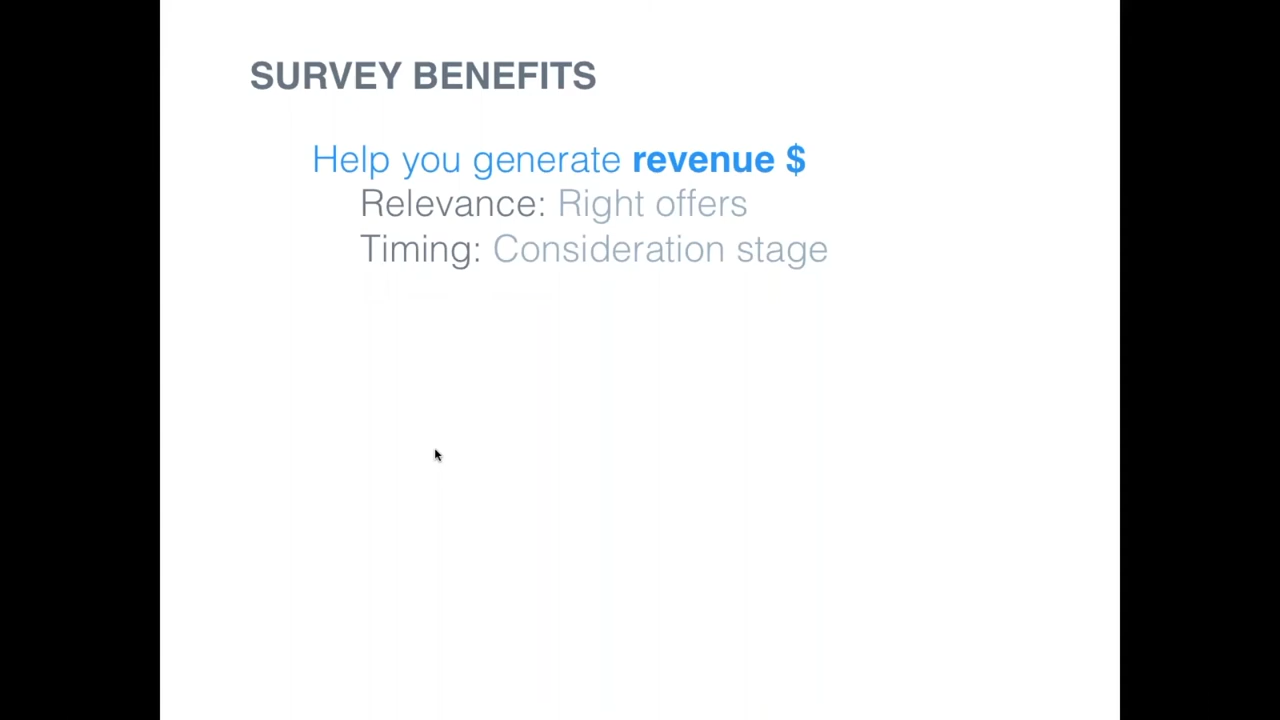 SURVEY BENEFITS
Help you generate revenue $
Relevance: Right offers
Timing: Consideration stage